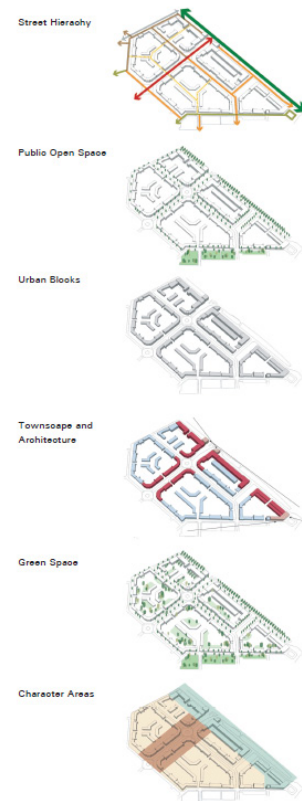 Street Hierachy
Public Open Space
Urban Blocks
Townscape and
Architecture
Green Space
Character Areas